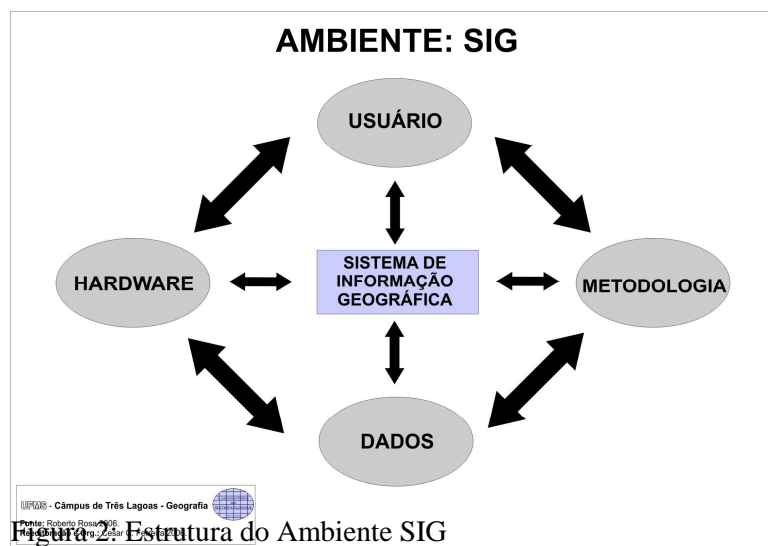 AMBIENTE: SIG
USUÁRIO
HARDWARE
SISTEMA DE
INFORMAÇÃO
GEOGRÁFICA
METODOLOGIA
DADOS
UFMS - Câmpus de Três Lagoas - Geografia
Fonte: Roberto Rosa, 2006.
Figura 2: Estrutura do Ambiente SIG